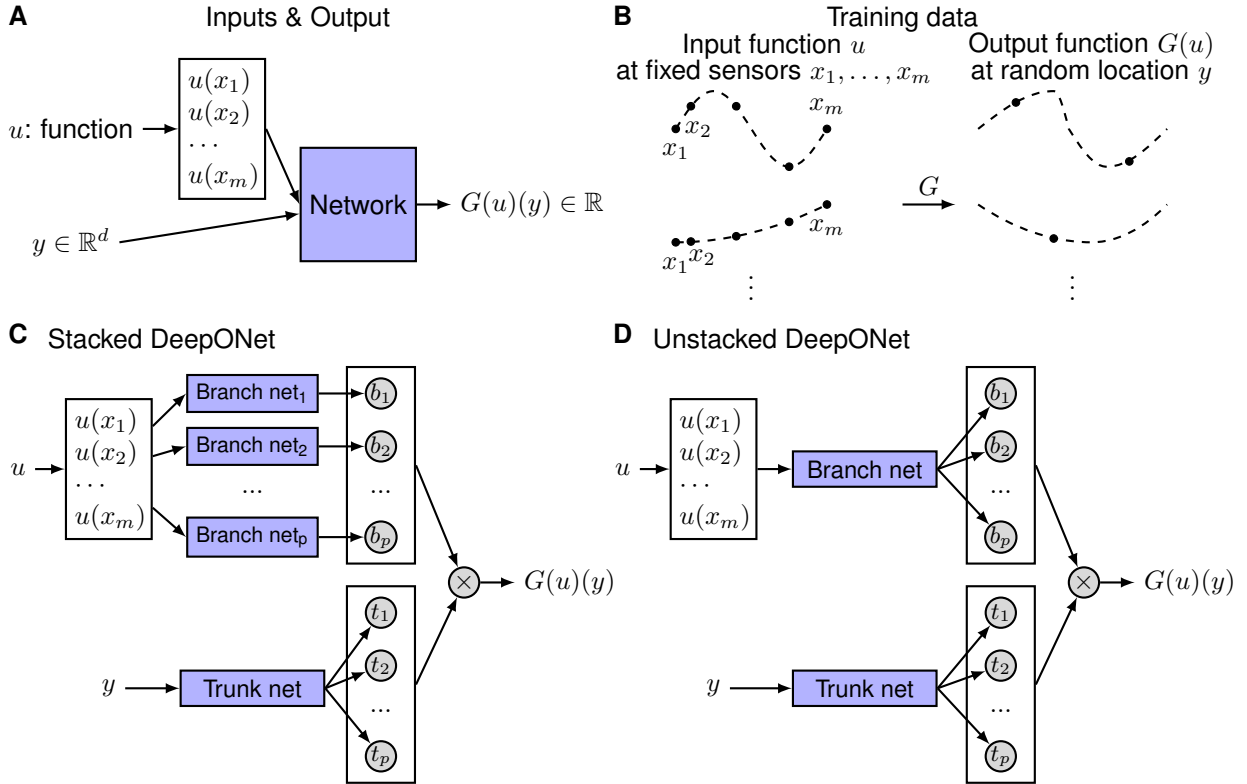 A Inputs & Output
u: function
u(x₁)
u(x₂)
...
u(xₘ)
y ∈ ℝᵈ
Network
G(u)(y) ∈ ℝ
B Training data
Input function u
at fixed sensors x₁, . . . , xₘ
Output function G(u)
at random location y
x₁
x₂
xₘ
G
x₁
x₂
xₘ
⋮
⋮
C Stacked DeepONet
u
u(x₁)
u(x₂)
...
u(xₘ)
Branch net₁
Branch net₂
...
Branch netₚ
b₁
b₂
...
bₚ
×
G(u)(y)
y
Trunk net
t₁
t₂
...
tₚ
D Unstacked DeepONet
u
u(x₁)
u(x₂)
...
u(xₘ)
Branch net
b₁
b₂
...
bₚ
×
G(u)(y)
y
Trunk net
t₁
t₂
...
tₚ